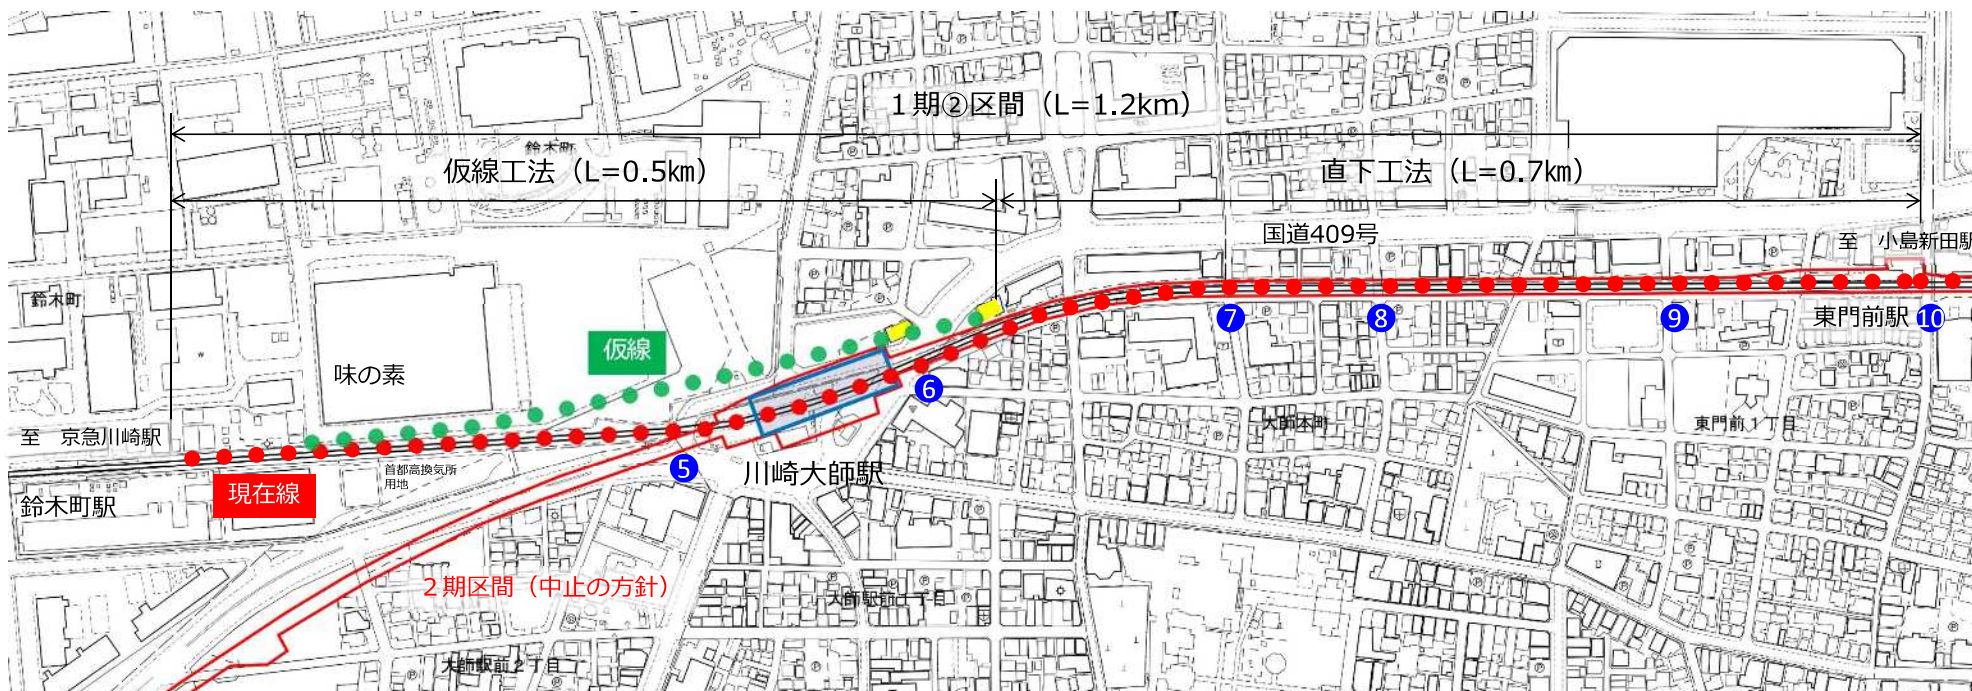 1期②区間（L=1.2km）
鈴木町
仮線工法（L=0.5km）
直下工法（L=0.7km）
国道409号
至　小島新田駅
鈴木町
仮線
東門前駅
味の素
7
8
9
10
6
至　京急川崎駅
大師本町
東門前1丁目
首都高換気所
用地
5
川崎大師駅
現在線
鈴木町駅
2期区間（中止の方針）
大師駅前1丁目
大師駅前2丁目